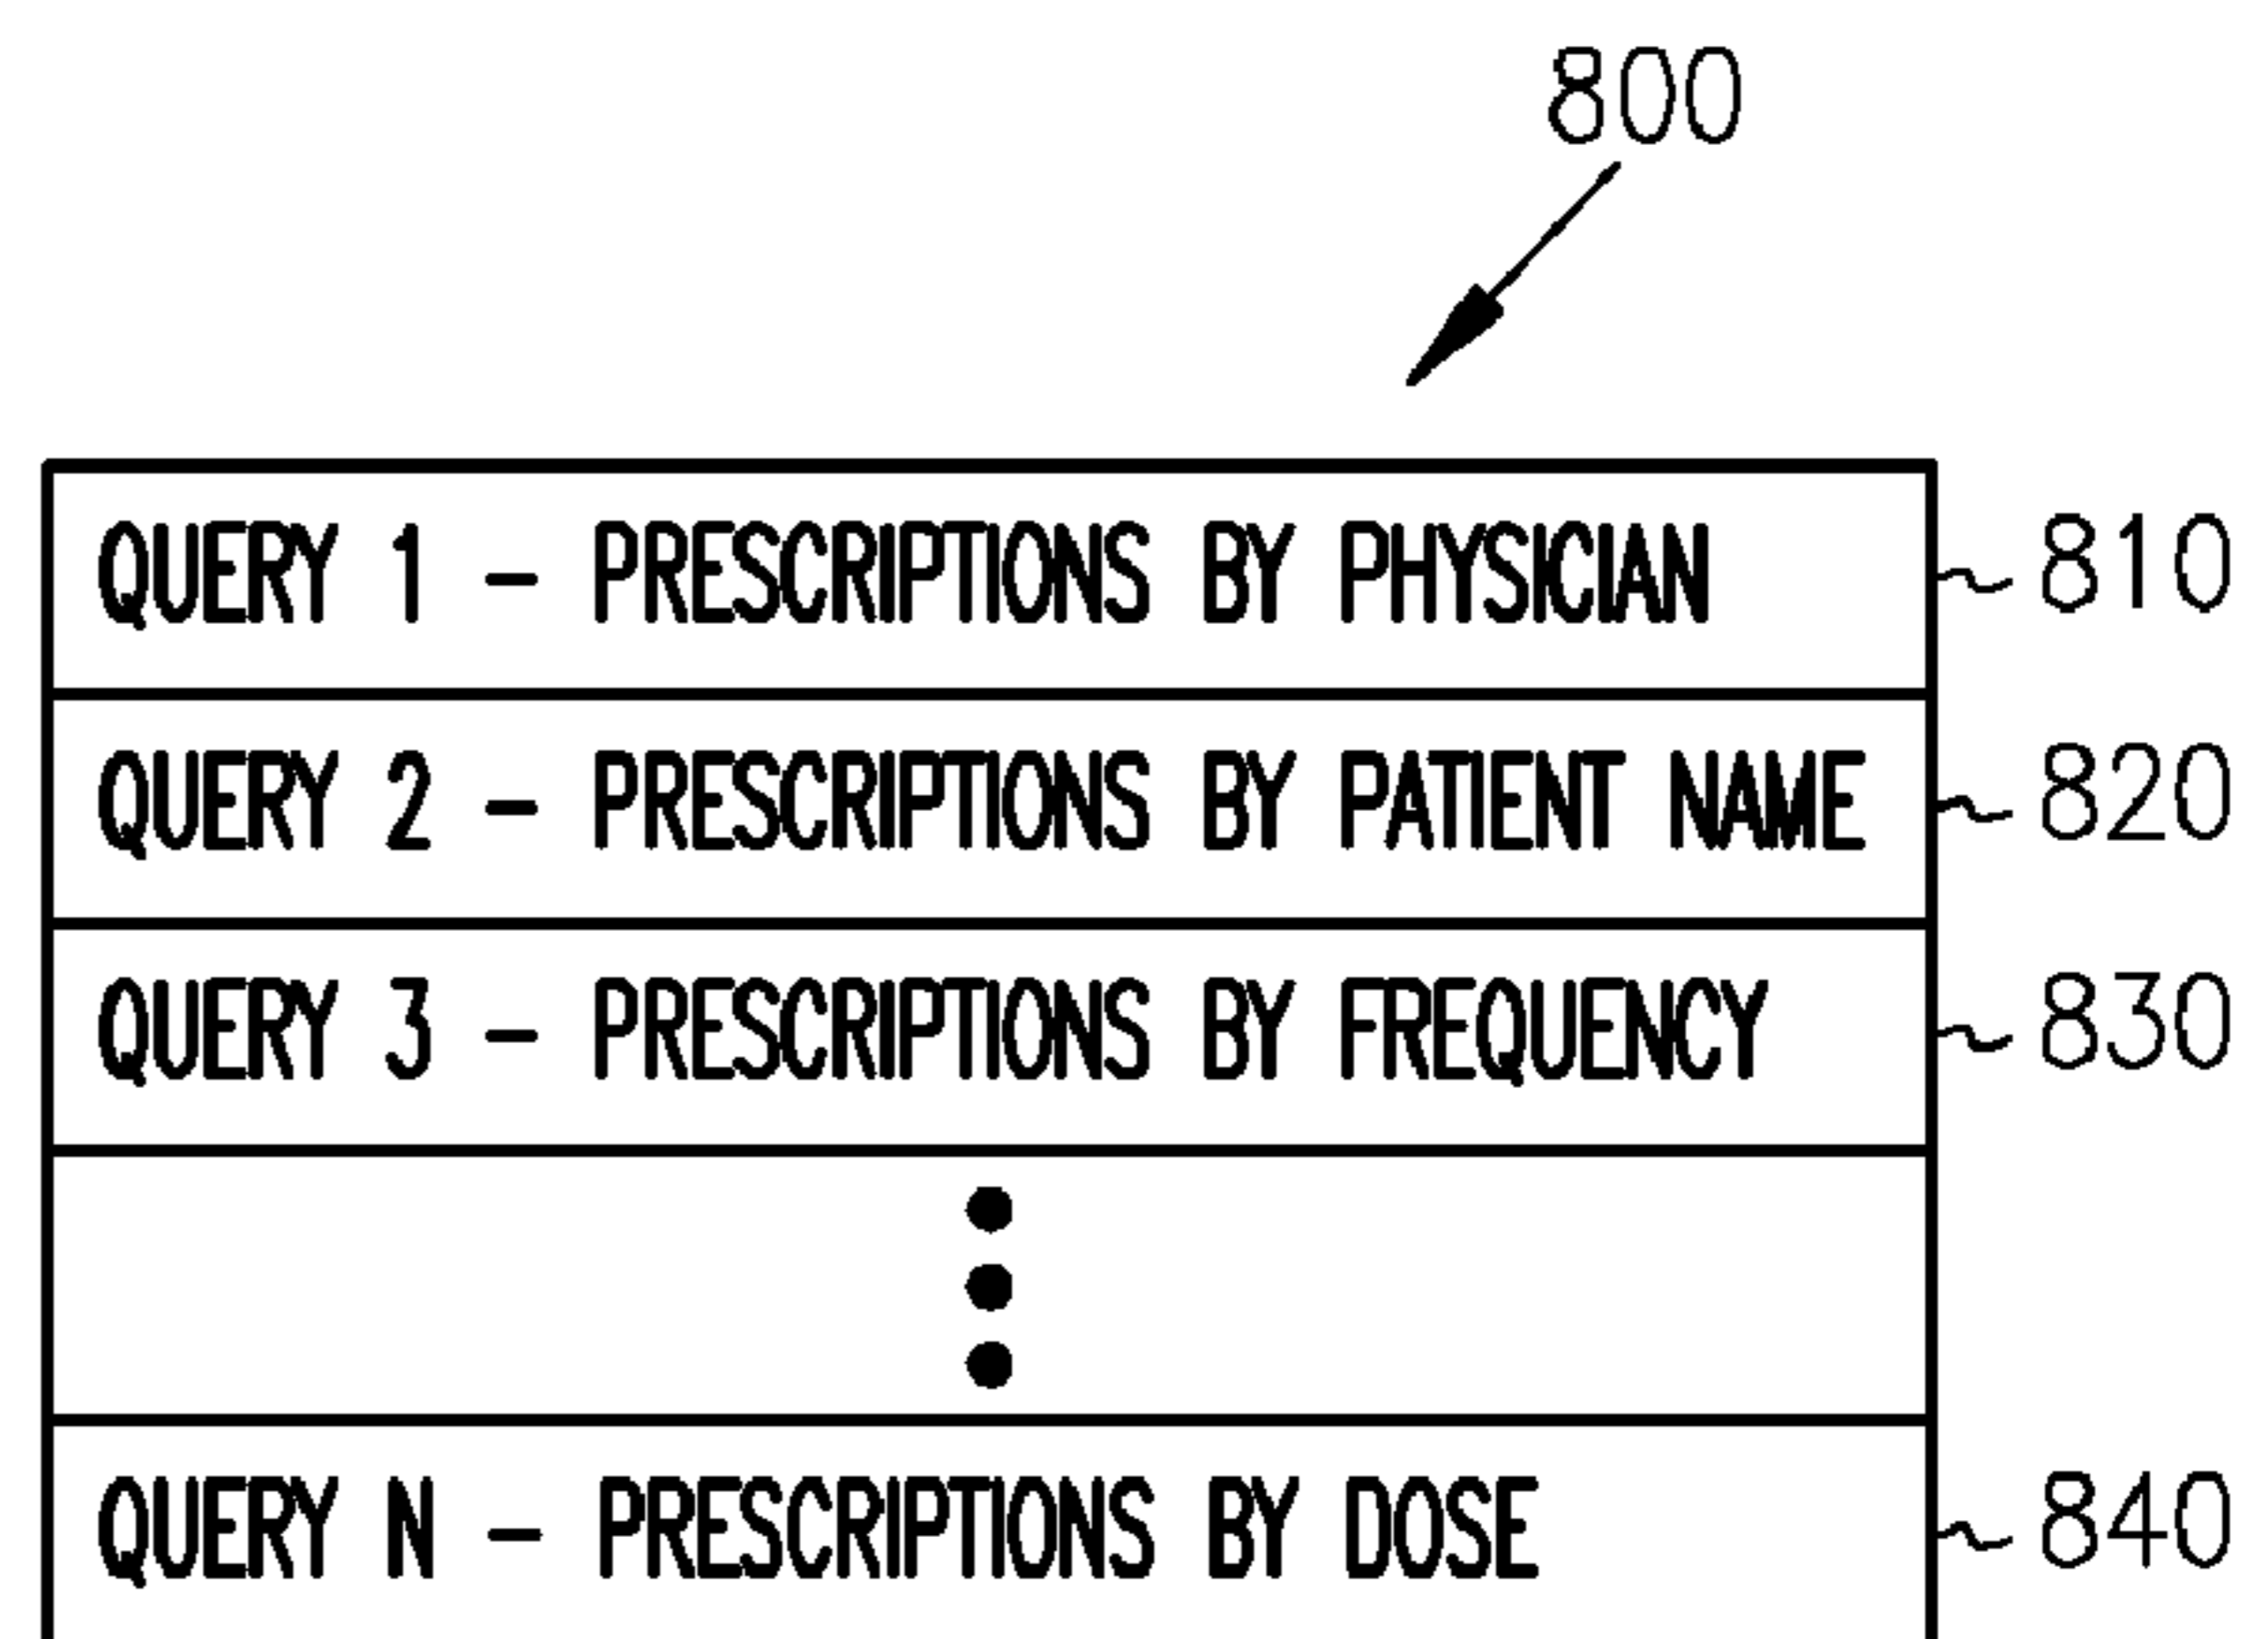 800
QUERY 1 - PRESCRIPTIONS BY PHYSICIAN 810
QUERY 2 - PRESCRIPTIONS BY PATIENT NAME 820
QUERY 3 - PRESCRIPTIONS BY FREQUENCY 830
QUERY N - PRESCRIPTIONS BY DOSE 840